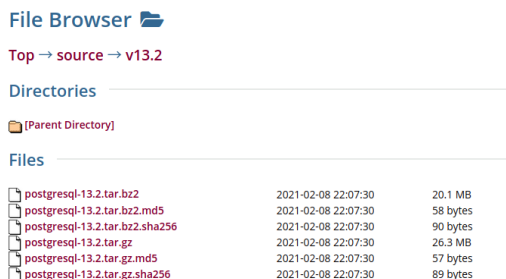 File Browser
Top → source → v13.2
Directories
[Parent Directory]
Files
postgresql-13.2.tar.bz2 2021-02-08 22:07:30 20.1 MB
postgresql-13.2.tar.bz2.md5 2021-02-08 22:07:30 58 bytes
postgresql-13.2.tar.bz2.sha256 2021-02-08 22:07:30 90 bytes
postgresql-13.2.tar.gz 2021-02-08 22:07:30 26.3 MB
postgresql-13.2.tar.gz.md5 2021-02-08 22:07:30 57 bytes
postgresql-13.2.tar.gz.sha256 2021-02-08 22:07:30 89 bytes